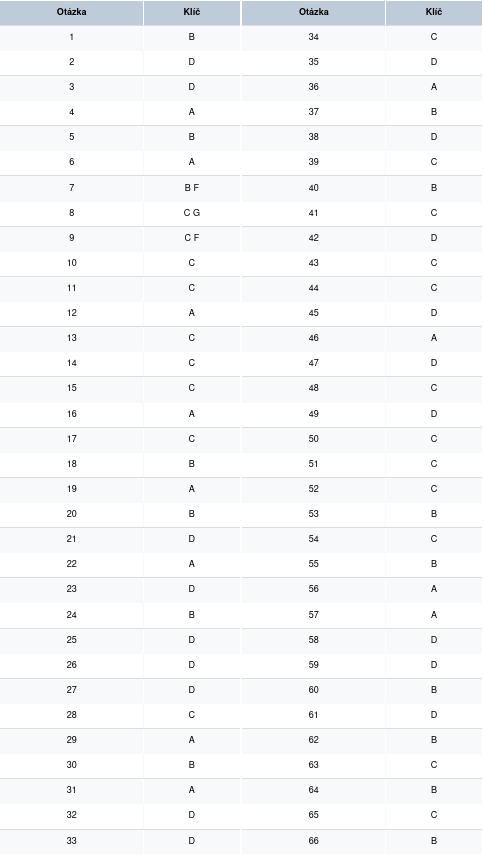 Otázka Klíč Otázka Klíč
1 B 34 C
2 D 35 D
3 D 36 A
4 A 37 B
5 B 38 D
6 A 39 C
7 B F 40 B
8 C G 41 C
9 C F 42 D
10 C 43 C
11 C 44 C
12 A 45 D
13 C 46 A
14 C 47 D
15 C 48 C
16 A 49 D
17 C 50 C
18 B 51 C
19 A 52 C
20 B 53 B
21 D 54 C
22 A 55 B
23 D 56 A
24 B 57 A
25 D 58 D
26 D 59 D
27 D 60 B
28 C 61 D
29 A 62 B
30 B 63 C
31 A 64 B
32 D 65 C
33 D 66 B